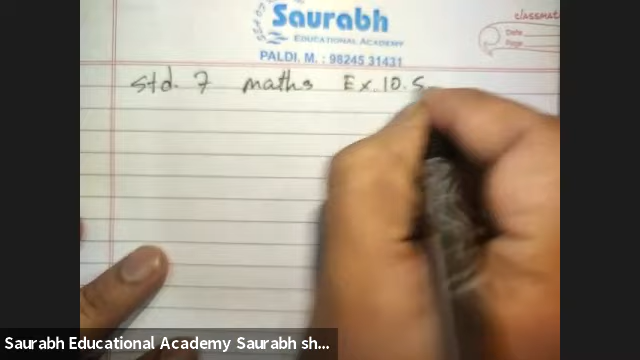 classmate
Saurabh
Date
Page
EDUCATIONAL ACADEMY
PALDI. M. : 98245 31431
Std. 7 maths Ex. 10.5
Saurabh Educational Academy Saurabh sh...